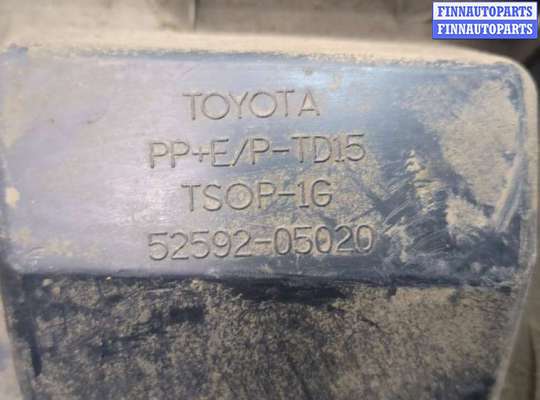 FINNAUTOPARTS
FINNAUTOPARTS
TOYOTA
PP+E/P-TD15
TSOP-1G
52592-05020